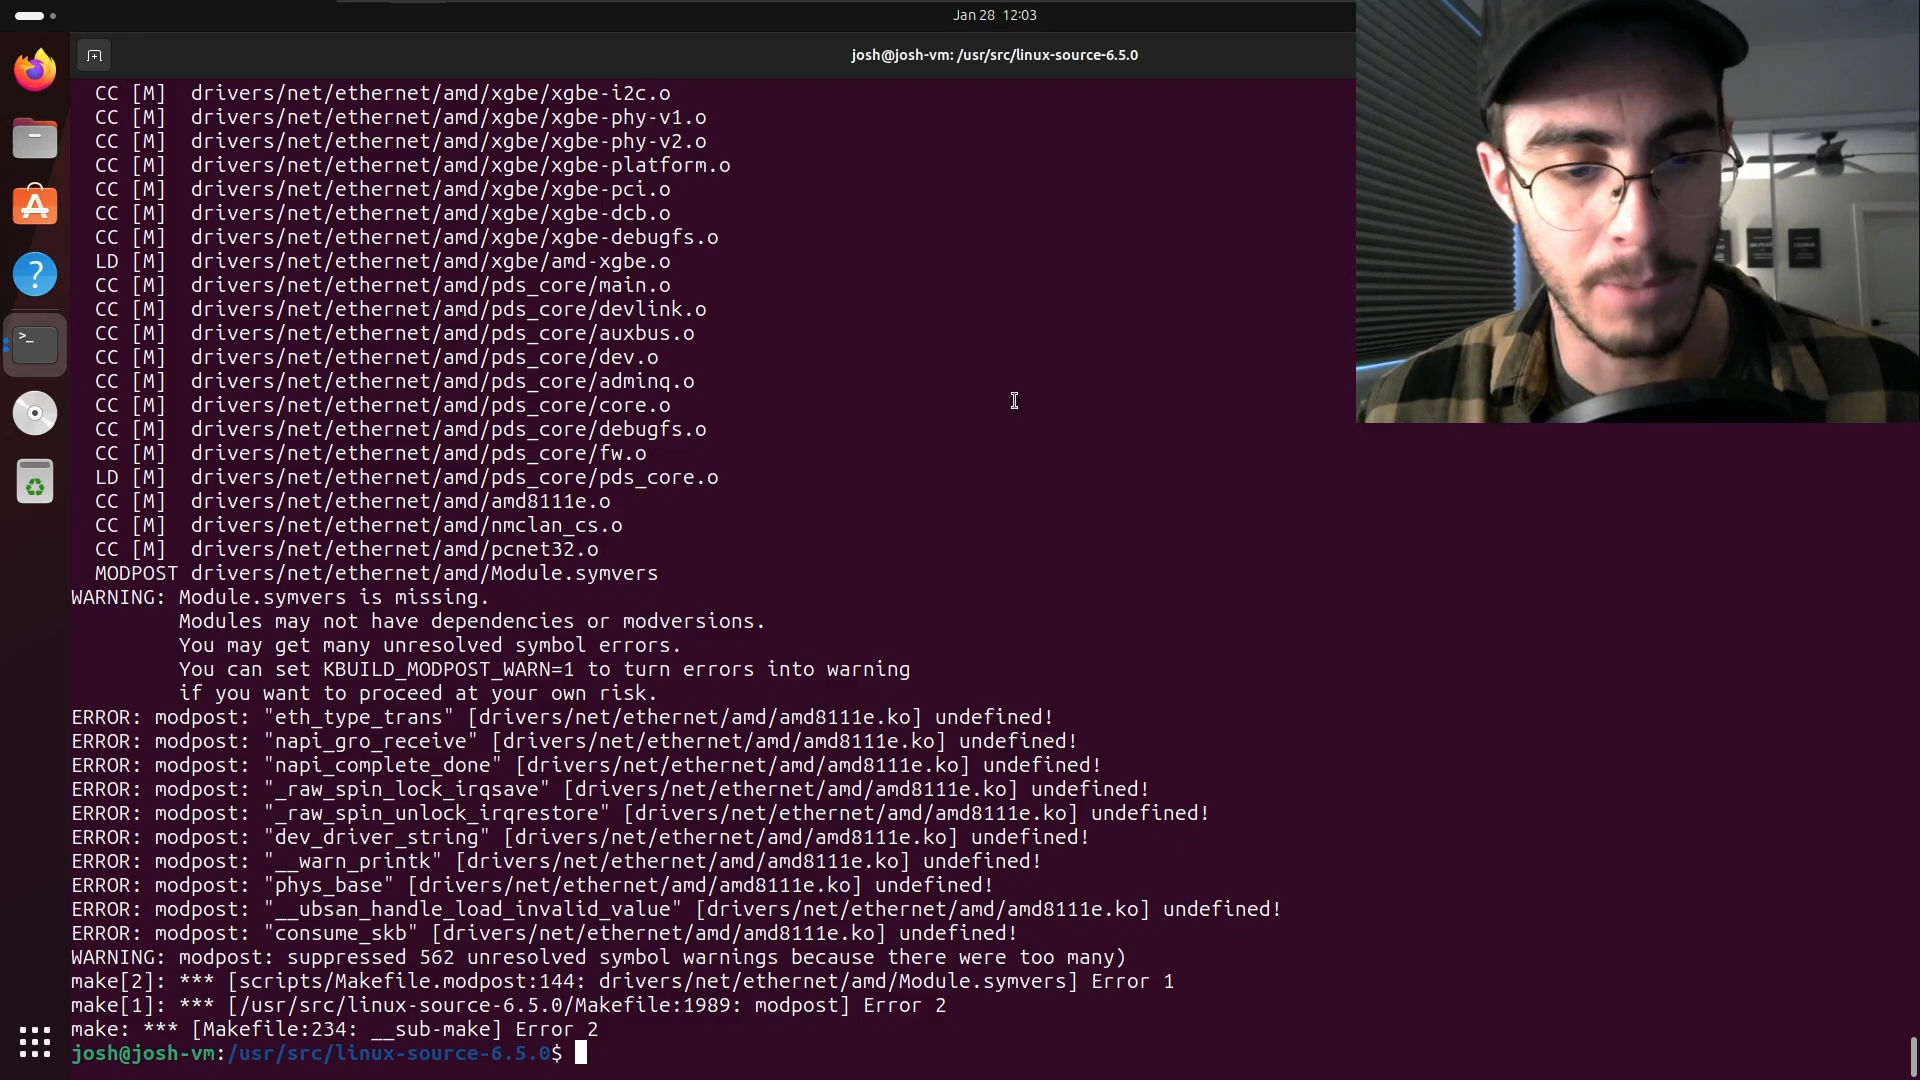 Jan 28 12:03
josh@josh-vm: /usr/src/linux-source-6.5.0
CC [M] drivers/net/ethernet/amd/xgbe/xgbe-i2c.o
CC [M] drivers/net/ethernet/amd/xgbe/xgbe-phy-v1.o
CC [M] drivers/net/ethernet/amd/xgbe/xgbe-phy-v2.o
CC [M] drivers/net/ethernet/amd/xgbe/xgbe-platform.o
CC [M] drivers/net/ethernet/amd/xgbe/xgbe-pci.o
CC [M] drivers/net/ethernet/amd/xgbe/xgbe-dcb.o
CC [M] drivers/net/ethernet/amd/xgbe/xgbe-debugfs.o
LD [M] drivers/net/ethernet/amd/xgbe/amd-xgbe.o
CC [M] drivers/net/ethernet/amd/pds_core/main.o
CC [M] drivers/net/ethernet/amd/pds_core/devlink.o
CC [M] drivers/net/ethernet/amd/pds_core/auxbus.o
CC [M] drivers/net/ethernet/amd/pds_core/dev.o
CC [M] drivers/net/ethernet/amd/pds_core/adminq.o
CC [M] drivers/net/ethernet/amd/pds_core/core.o
CC [M] drivers/net/ethernet/amd/pds_core/debugfs.o
CC [M] drivers/net/ethernet/amd/pds_core/fw.o
LD [M] drivers/net/ethernet/amd/pds_core/pds_core.o
CC [M] drivers/net/ethernet/amd/amd8111e.o
CC [M] drivers/net/ethernet/amd/nmclan_cs.o
CC [M] drivers/net/ethernet/amd/pcnet32.o
MODPOST drivers/net/ethernet/amd/Module.symvers
WARNING: Module.symvers is missing.
Modules may not have dependencies or modversions.
You may get many unresolved symbol errors.
You can set KBUILD_MODPOST_WARN=1 to turn errors into warning
if you want to proceed at your own risk.
ERROR: modpost: "eth_type_trans" [drivers/net/ethernet/amd/amd8111e.ko] undefined!
ERROR: modpost: "napi_gro_receive" [drivers/net/ethernet/amd/amd8111e.ko] undefined!
ERROR: modpost: "napi_complete_done" [drivers/net/ethernet/amd/amd8111e.ko] undefined!
ERROR: modpost: "_raw_spin_lock_irqsave" [drivers/net/ethernet/amd/amd8111e.ko] undefined!
ERROR: modpost: "_raw_spin_unlock_irqrestore" [drivers/net/ethernet/amd/amd8111e.ko] undefined!
ERROR: modpost: "dev_driver_string" [drivers/net/ethernet/amd/amd8111e.ko] undefined!
ERROR: modpost: "__warn_printk" [drivers/net/ethernet/amd/amd8111e.ko] undefined!
ERROR: modpost: "phys_base" [drivers/net/ethernet/amd/amd8111e.ko] undefined!
ERROR: modpost: "__ubsan_handle_load_invalid_value" [drivers/net/ethernet/amd/amd8111e.ko] undefined!
ERROR: modpost: "consume_skb" [drivers/net/ethernet/amd/amd8111e.ko] undefined!
WARNING: modpost: suppressed 562 unresolved symbol warnings because there were too many)
make[2]: *** [scripts/Makefile.modpost:144: drivers/net/ethernet/amd/Module.symvers] Error 1
make[1]: *** [/usr/src/linux-source-6.5.0/Makefile:1989: modpost] Error 2
make: *** [Makefile:234: __sub-make] Error 2
josh@josh-vm:/usr/src/linux-source-6.5.0$